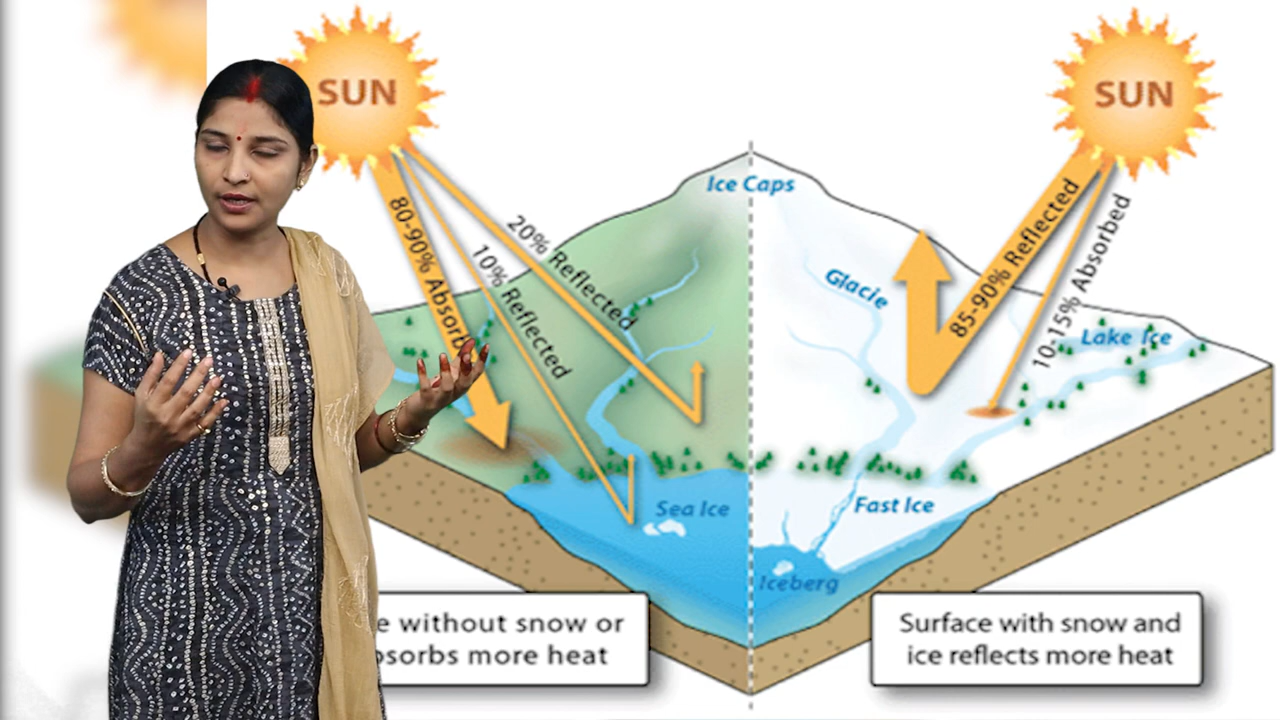 SUN
80-90% Absorb
10% Reflected
20% Reflected
Sea Ice
Ice Caps
SUN
85-90% Reflected
10-15% Absorbed
Glacie
Lake Ice
Fast Ice
Iceberg
without snow or
more heat
Surface with snow and
ice reflects more heat